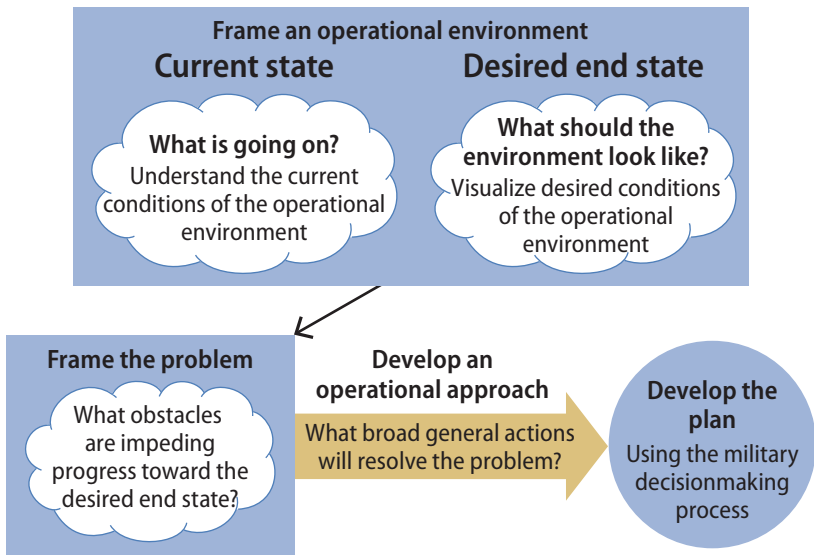 Frame an operational environment
Current state
What is going on?
Understand the current
conditions of the operational
environment
Desired end state
What should the
environment look like?
Visualize desired conditions
of the operational
environment
Frame the problem
What obstacles
are impeding
progress toward the
desired end state?
Develop an
operational approach
What broad general actions
will resolve the problem?
Develop the
plan
Using the military
decisionmaking
process